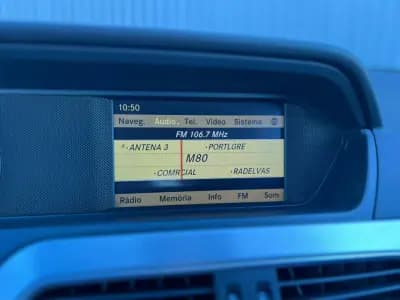 10:50
Naveg. Áudio Tel. Vídeo Sistema
FM 106.7 MHz
ANTENA 3 PORTLGRE
M80
COMRCIAL RADELVAS
Rádio Memória Info FM Som